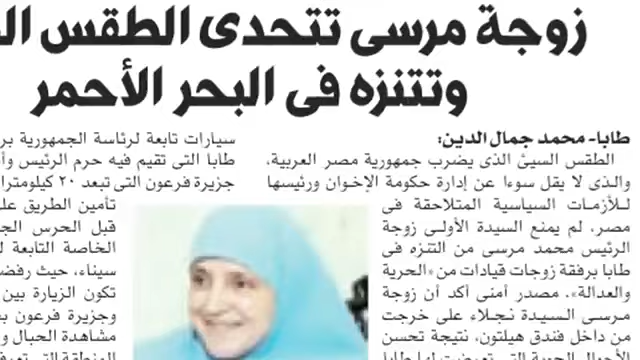 زوجة مرسى تتحدى الطقس
وتتنزه فى البحر الأحمر
طابا- محمد جمال الدين:
الطقس السيئ الذى يضرب جمهورية مصر العربية،
والذى لا يقل سوءا عن إدارة حكومة الإخوان ورئيسها
للأزمات السياسية المتلاحقة فى
مصر، لم يمنع السيدة الأولى زوجة
الرئيس محمد مرسى من التنزه فى
طابا برفقة زوجات قيادات من «الحرية
والعدالة». مصدر أمنى أكد أن زوجة
مرسى السيدة نجلاء على خرجت
من داخل فندق هيلتون، نتيجة تحسن
سيارات تابعة لرئاسة الجمهورية
طابا التى تقيم فيه حرم الرئيس
جزيرة فرعون التى تبعد ٢٠ كيلومترا
تأمين الطريق
قبل الحرس
الخاصة التابعة
سيناء، حيث
تكون الزيارة بين
وجزيرة فرعون
مشاهدة الجبال